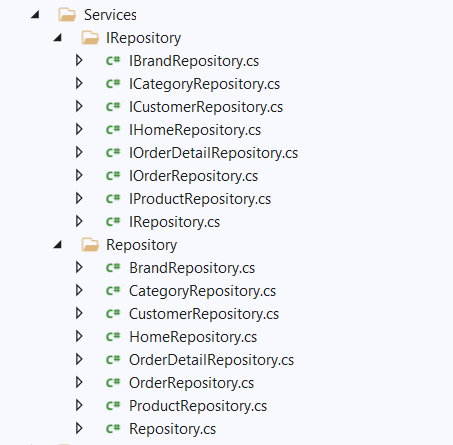 Services
IRepository
C# IBrandRepository.cs
C# ICategoryRepository.cs
C# ICustomerRepository.cs
C# IHomeRepository.cs
C# IOrderDetailRepository.cs
C# IOrderRepository.cs
C# IProductRepository.cs
C# IRepository.cs
Repository
C# BrandRepository.cs
C# CategoryRepository.cs
C# CustomerRepository.cs
C# HomeRepository.cs
C# OrderDetailRepository.cs
C# OrderRepository.cs
C# ProductRepository.cs
C# Repository.cs